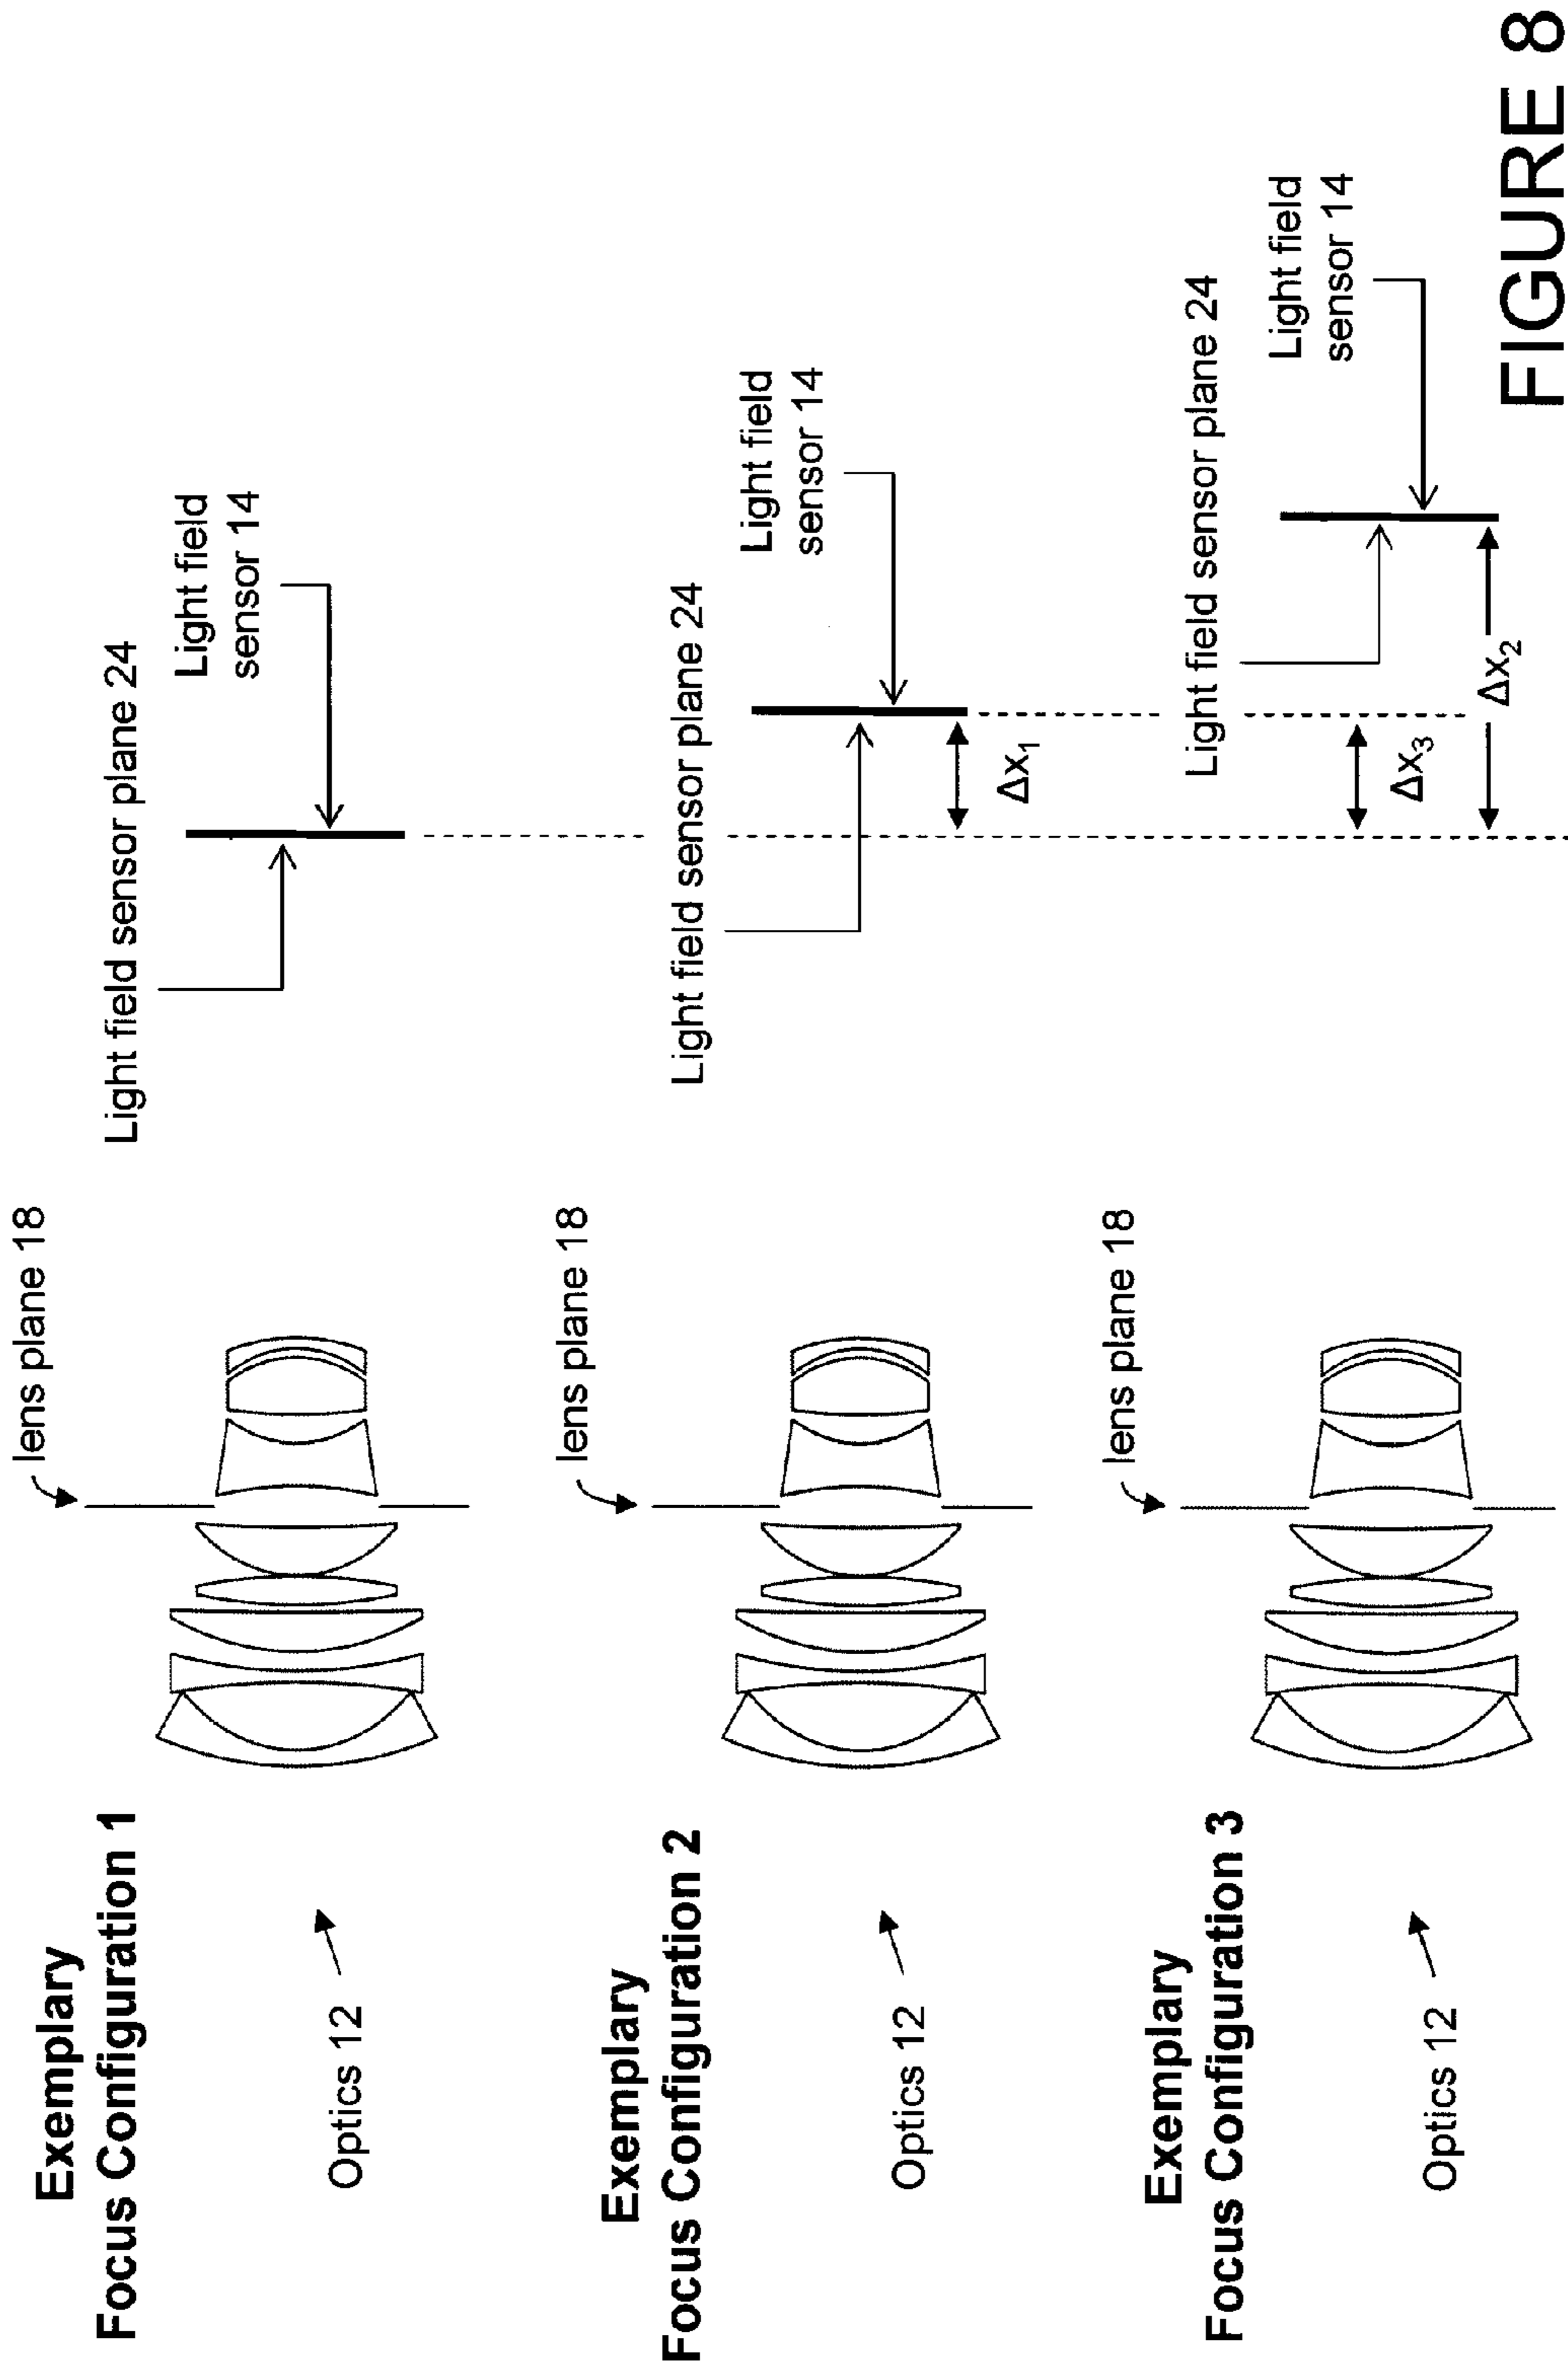 Exemplary
Focus Configuration 1
Optics 12
lens plane 18
Light field sensor plane 24
Light field
sensor 14
Exemplary
Focus Configuration 2
Optics 12
lens plane 18
Light field sensor plane 24
Light field
sensor 14
Δx₁
Exemplary
Focus Configuration 3
Optics 12
lens plane 18
Light field sensor plane 24
Light field
sensor 14
Δx₃
Δx₂
FIGURE 8